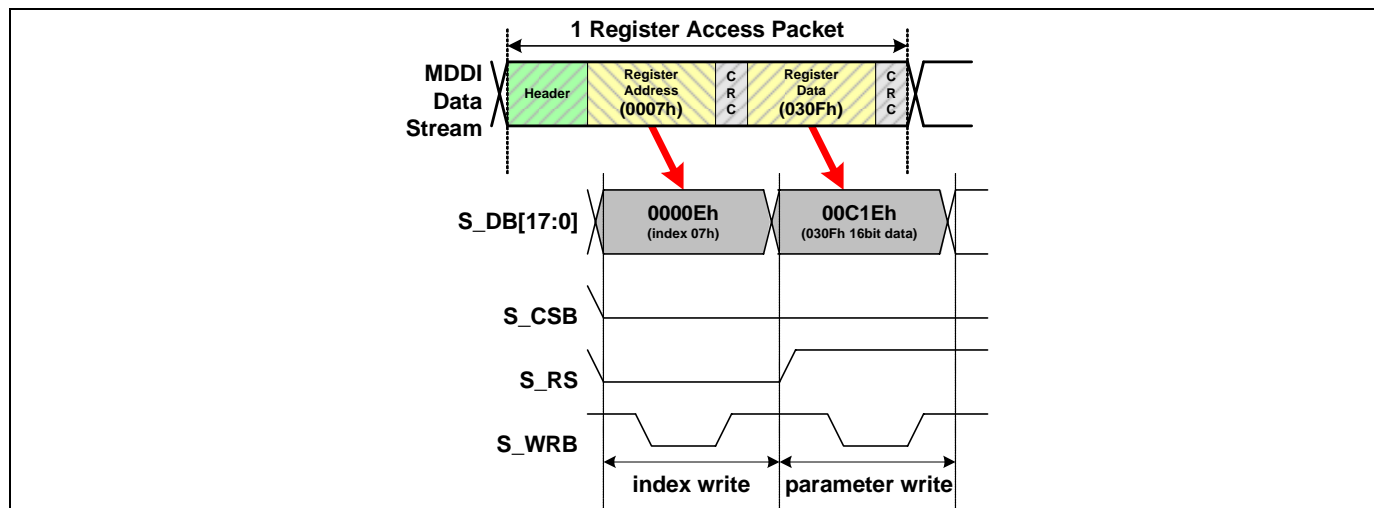 1 Register Access Packet
MDDI
Data
Stream
Header
Register
Address
(0007h)
C
R
C
Register
Data
(030Fh)
C
R
C
S_DB[17:0]
0000Eh
(index 07h)
00C1Eh
(030Fh 16bit data)
S_CSB
S_RS
S_WRB
index write
parameter write